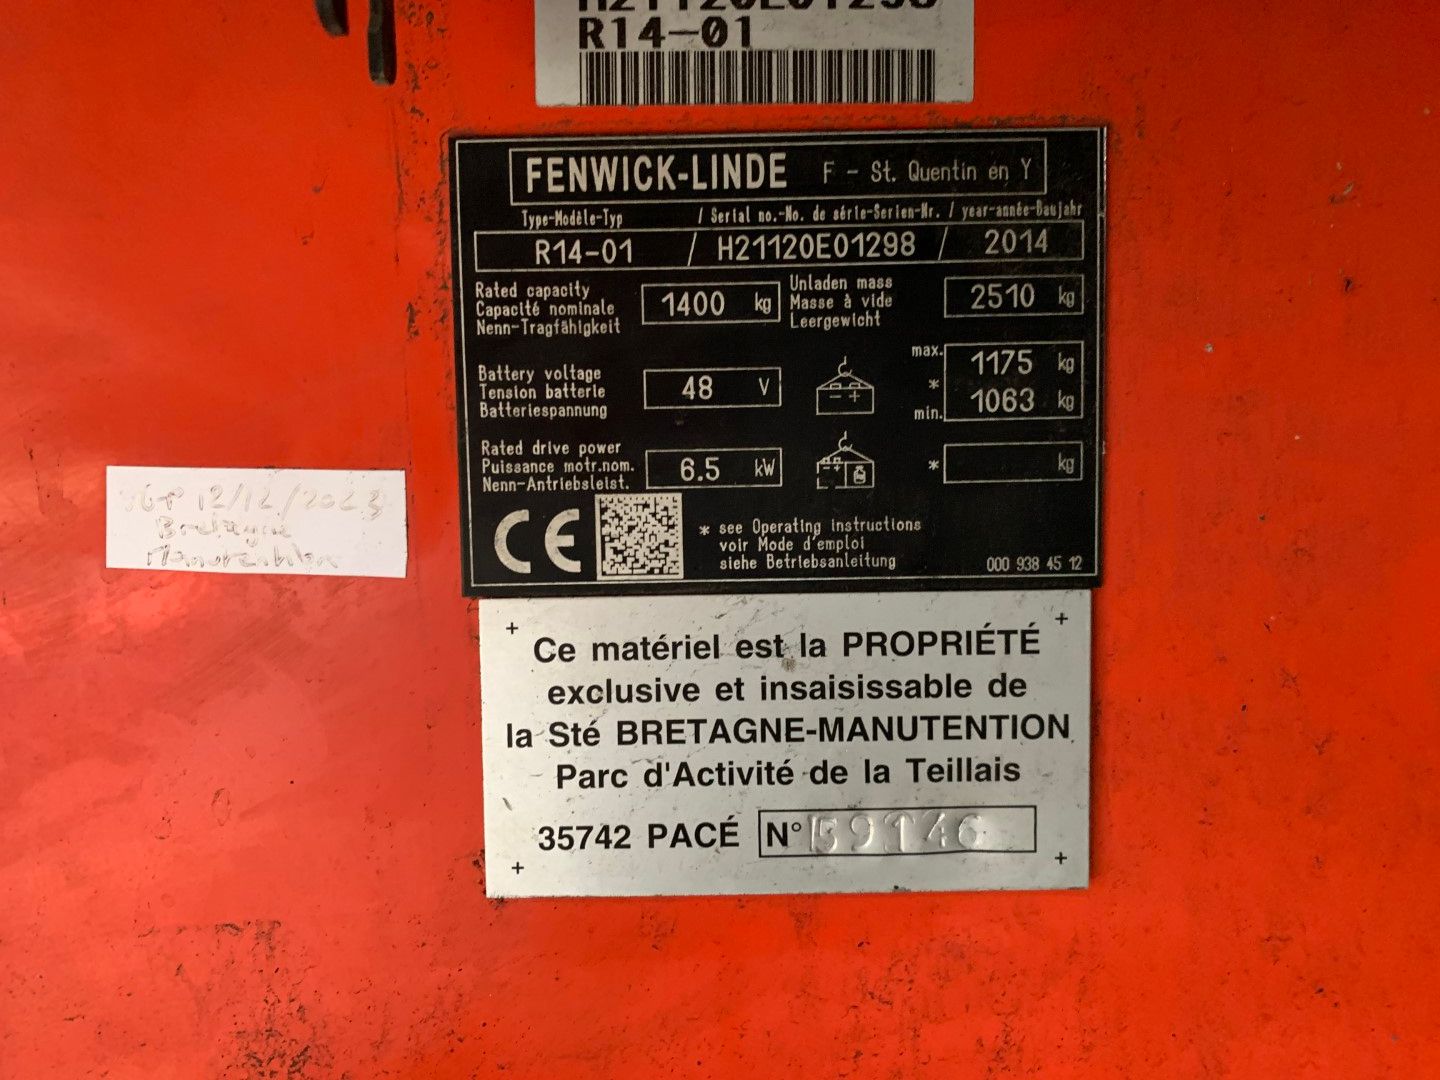 H21120E01298
R14-01
FENWICK-LINDE F - St. Quentin en Y
Type-Modèle-Typ / Serial no.-No. de série-Serien-Nr. / year-année-Baujahr
R14-01 / H21120E01298 / 2014
Rated capacity
Capacité nominale
Nenn-Tragfähigkeit
1400 kg
Unladen mass
Masse à vide
Leergewicht
2510 kg
Battery voltage
Tension batterie
Batteriespannung
48 V
- +
max. 1175 kg
*
min. 1063 kg
Rated drive power
Puissance motr.nom.
Nenn-Antriebsleist.
6.5 kW
- +
* kg
CE
* see Operating instructions
voir Mode d'emploi
siehe Betriebsanleitung
000 938 45 12
12/12/2023
Bretagne
Manutention
Ce matériel est la PROPRIÉTÉ
exclusive et insaisissable de
la Sté BRETAGNE-MANUTENTION
Parc d'Activité de la Teillais
35742 PACÉ N° 59146